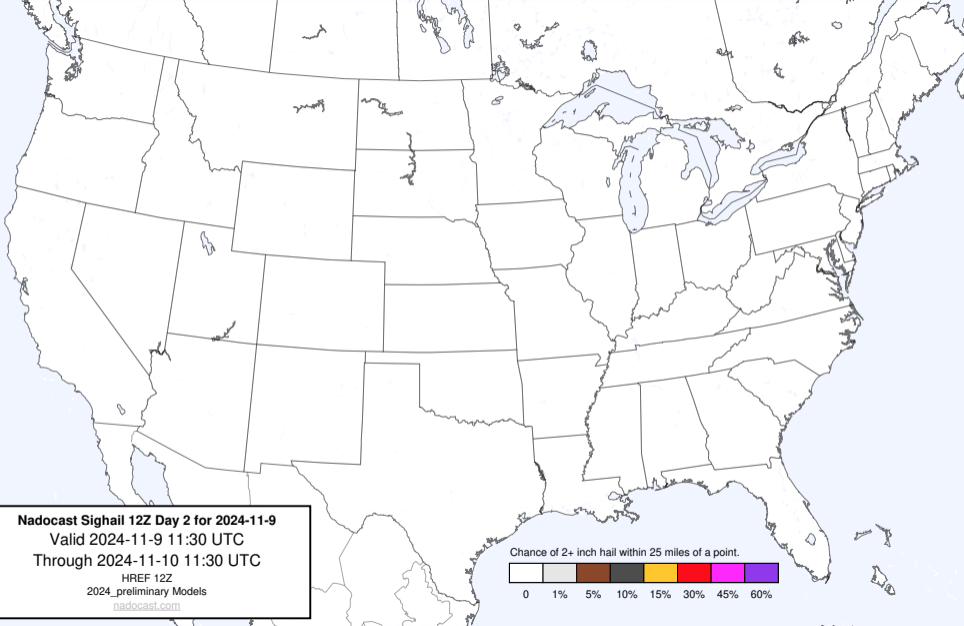 Nadocast Sighail 12Z Day 2 for 2024-11-9
Valid 2024-11-9 11:30 UTC
Through 2024-11-10 11:30 UTC
HREF 12Z
2024_preliminary Models
nadocast.com
Chance of 2+ inch hail within 25 miles of a point.
0 1% 5% 10% 15% 30% 45% 60%